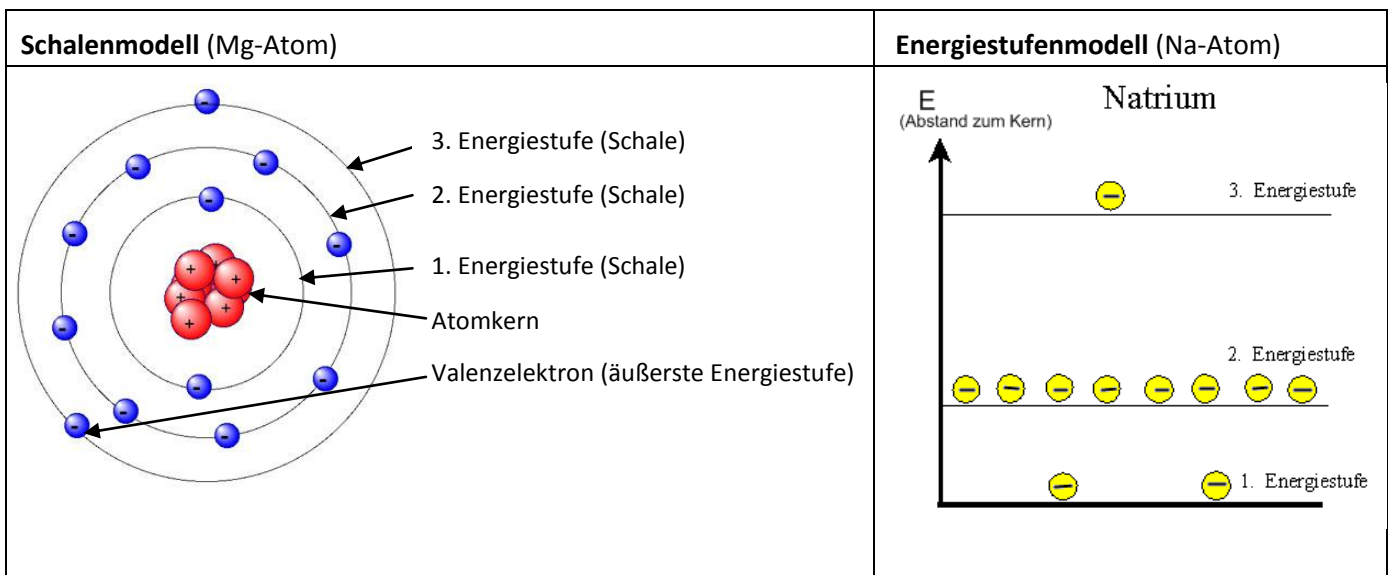 Schalenmodell (Mg-Atom)
3. Energiestufe (Schale)
2. Energiestufe (Schale)
1. Energiestufe (Schale)
Atomkern
Valenzelektron (äußerste Energiestufe)
Energiestufenmodell (Na-Atom)
Natrium
E
(Abstand zum Kern)
3. Energiestufe
2. Energiestufe
1. Energiestufe